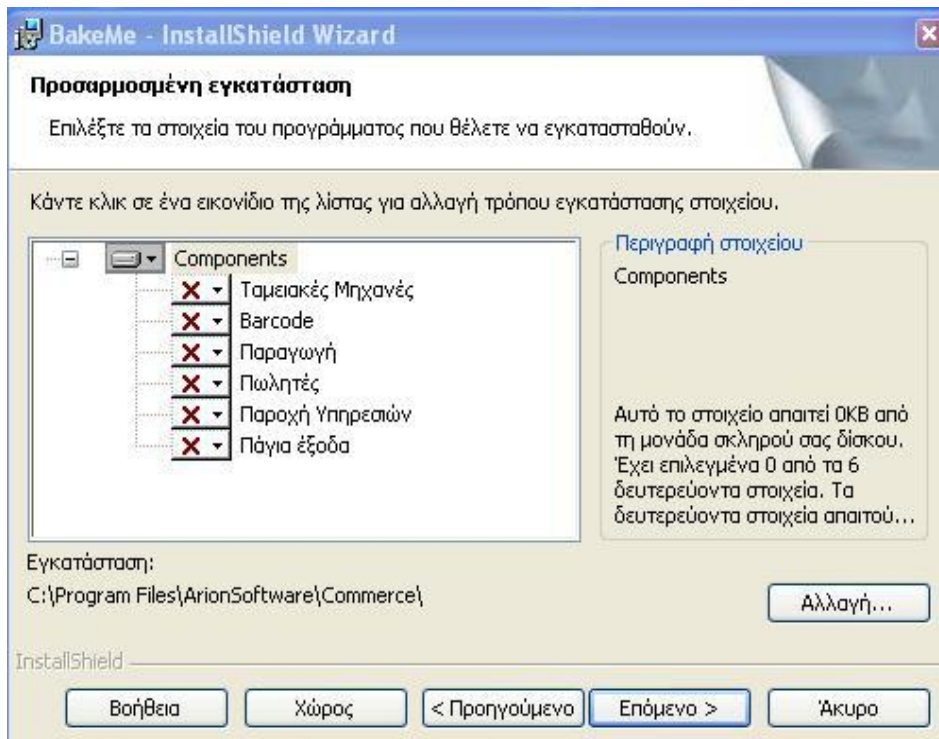 BakeMe - InstallShield Wizard
Προσαρμοσμένη εγκατάσταση
Επιλέξτε τα στοιχεία του προγράμματος που θέλετε να εγκατασταθούν.
Κάντε κλικ σε ένα εικονίδιο της λίστας για αλλαγή τρόπου εγκατάστασης στοιχείου.
Components
Ταμειακές Μηχανές
Barcode
Παραγωγή
Πωλητές
Παροχή Υπηρεσιών
Πάγια έξοδα
Περιγραφή στοιχείου
Components
Αυτό το στοιχείο απαιτεί 0KB από
τη μονάδα σκληρού σας δίσκου.
Έχει επιλεγμένα 0 από τα 6
δευτερεύοντα στοιχεία. Τα
δευτερεύοντα στοιχεία απαιτού...
Εγκατάσταση:
C:\Program Files\ArionSoftware\Commerce\
Αλλαγή...
InstallShield
Βοήθεια
Χώρος
< Προηγούμενο
Επόμενο >
Άκυρο